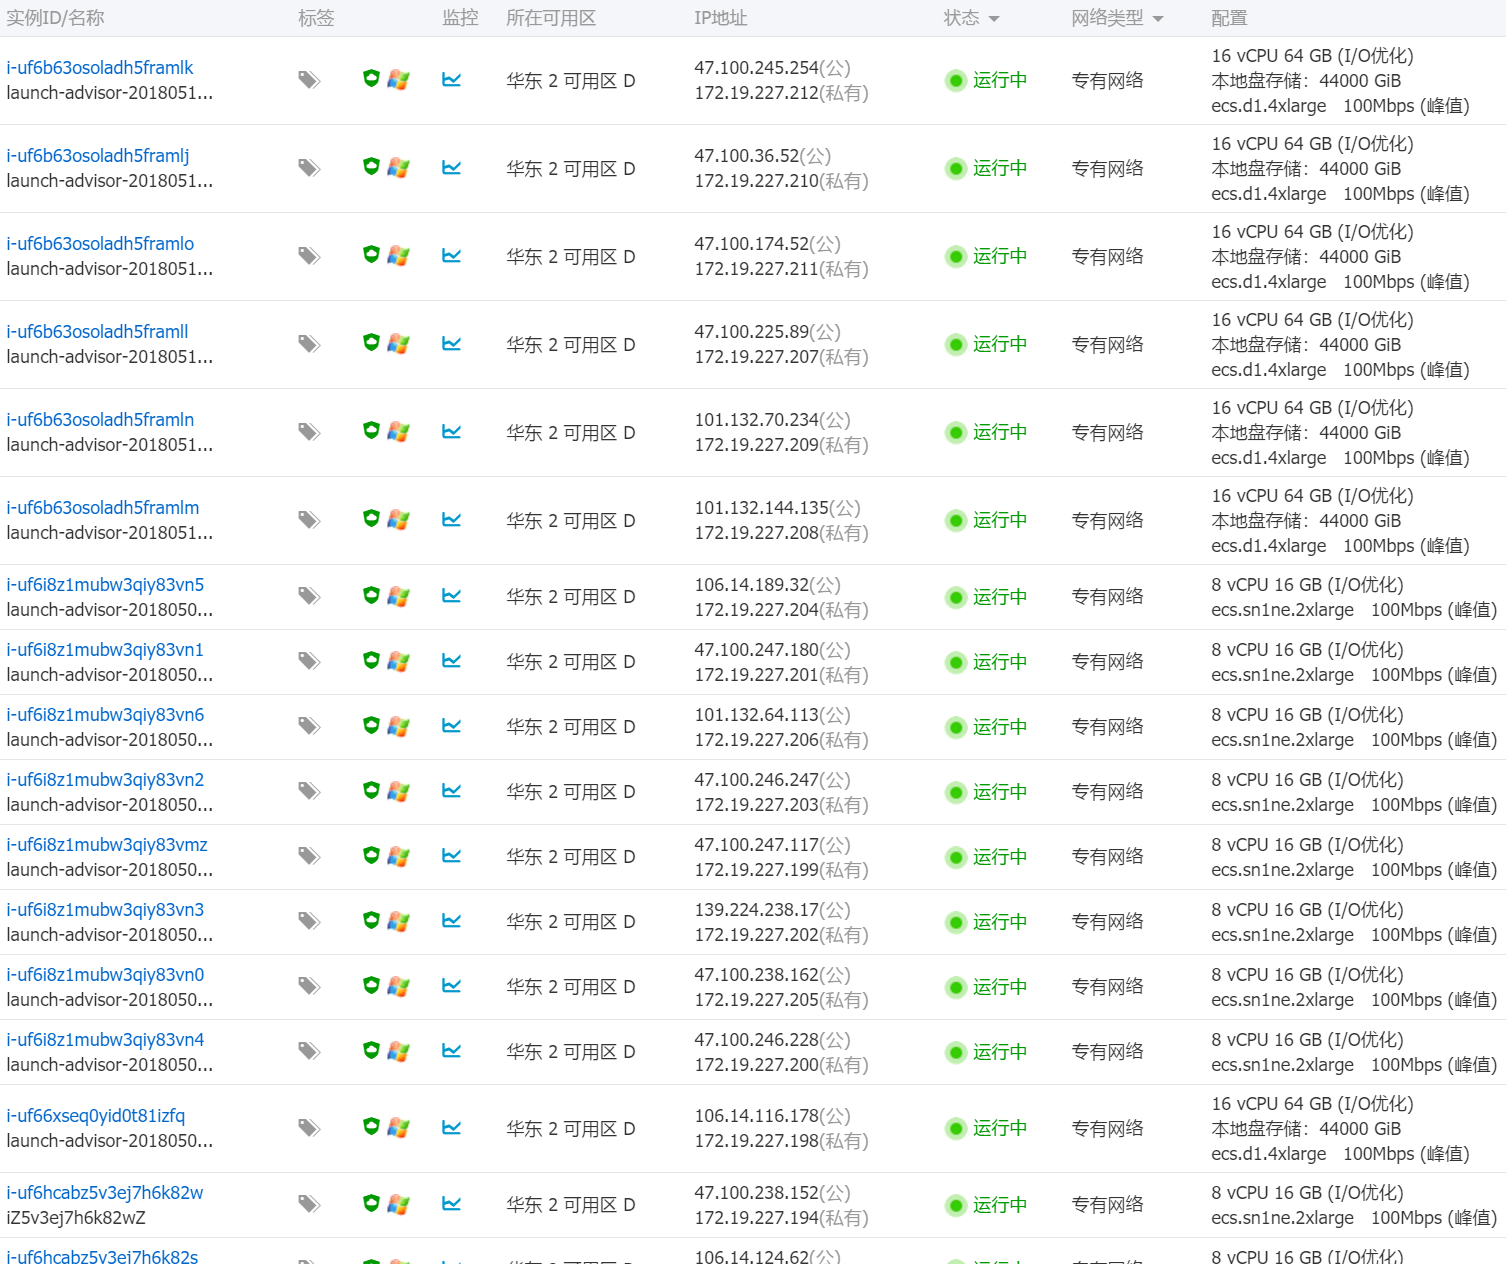 实例ID/名称 标签 监控 所在可用区 IP地址 状态 网络类型 配置
i-uf6b63osoladh5framlk
launch-advisor-2018051...
华东 2 可用区 D
47.100.245.254(公)
172.19.227.212(私有)
运行中
专有网络
16 vCPU 64 GB (I/O优化)
本地盘存储：44000 GiB
ecs.d1.4xlarge 100Mbps (峰值)
i-uf6b63osoladh5framlj
launch-advisor-2018051...
华东 2 可用区 D
47.100.36.52(公)
172.19.227.210(私有)
运行中
专有网络
16 vCPU 64 GB (I/O优化)
本地盘存储：44000 GiB
ecs.d1.4xlarge 100Mbps (峰值)
i-uf6b63osoladh5framlo
launch-advisor-2018051...
华东 2 可用区 D
47.100.174.52(公)
172.19.227.211(私有)
运行中
专有网络
16 vCPU 64 GB (I/O优化)
本地盘存储：44000 GiB
ecs.d1.4xlarge 100Mbps (峰值)
i-uf6b63osoladh5framll
launch-advisor-2018051...
华东 2 可用区 D
47.100.225.89(公)
172.19.227.207(私有)
运行中
专有网络
16 vCPU 64 GB (I/O优化)
本地盘存储：44000 GiB
ecs.d1.4xlarge 100Mbps (峰值)
i-uf6b63osoladh5framln
launch-advisor-2018051...
华东 2 可用区 D
101.132.70.234(公)
172.19.227.209(私有)
运行中
专有网络
16 vCPU 64 GB (I/O优化)
本地盘存储：44000 GiB
ecs.d1.4xlarge 100Mbps (峰值)
i-uf6b63osoladh5framlm
launch-advisor-2018051...
华东 2 可用区 D
101.132.144.135(公)
172.19.227.208(私有)
运行中
专有网络
16 vCPU 64 GB (I/O优化)
本地盘存储：44000 GiB
ecs.d1.4xlarge 100Mbps (峰值)
i-uf6i8z1mubw3qiy83vn5
launch-advisor-2018050...
华东 2 可用区 D
106.14.189.32(公)
172.19.227.204(私有)
运行中
专有网络
8 vCPU 16 GB (I/O优化)
ecs.sn1ne.2xlarge 100Mbps (峰值)
i-uf6i8z1mubw3qiy83vn1
launch-advisor-2018050...
华东 2 可用区 D
47.100.247.180(公)
172.19.227.201(私有)
运行中
专有网络
8 vCPU 16 GB (I/O优化)
ecs.sn1ne.2xlarge 100Mbps (峰值)
i-uf6i8z1mubw3qiy83vn6
launch-advisor-2018050...
华东 2 可用区 D
101.132.64.113(公)
172.19.227.206(私有)
运行中
专有网络
8 vCPU 16 GB (I/O优化)
ecs.sn1ne.2xlarge 100Mbps (峰值)
i-uf6i8z1mubw3qiy83vn2
launch-advisor-2018050...
华东 2 可用区 D
47.100.246.247(公)
172.19.227.203(私有)
运行中
专有网络
8 vCPU 16 GB (I/O优化)
ecs.sn1ne.2xlarge 100Mbps (峰值)
i-uf6i8z1mubw3qiy83vmz
launch-advisor-2018050...
华东 2 可用区 D
47.100.247.117(公)
172.19.227.199(私有)
运行中
专有网络
8 vCPU 16 GB (I/O优化)
ecs.sn1ne.2xlarge 100Mbps (峰值)
i-uf6i8z1mubw3qiy83vn3
launch-advisor-2018050...
华东 2 可用区 D
139.224.238.17(公)
172.19.227.202(私有)
运行中
专有网络
8 vCPU 16 GB (I/O优化)
ecs.sn1ne.2xlarge 100Mbps (峰值)
i-uf6i8z1mubw3qiy83vn0
launch-advisor-2018050...
华东 2 可用区 D
47.100.238.162(公)
172.19.227.205(私有)
运行中
专有网络
8 vCPU 16 GB (I/O优化)
ecs.sn1ne.2xlarge 100Mbps (峰值)
i-uf6i8z1mubw3qiy83vn4
launch-advisor-2018050...
华东 2 可用区 D
47.100.246.228(公)
172.19.227.200(私有)
运行中
专有网络
8 vCPU 16 GB (I/O优化)
ecs.sn1ne.2xlarge 100Mbps (峰值)
i-uf66xseq0yid0t81izfq
launch-advisor-2018050...
华东 2 可用区 D
106.14.116.178(公)
172.19.227.198(私有)
运行中
专有网络
16 vCPU 64 GB (I/O优化)
本地盘存储：44000 GiB
ecs.d1.4xlarge 100Mbps (峰值)
i-uf6hcabz5v3ej7h6k82w
iZ5v3ej7h6k82wZ
华东 2 可用区 D
47.100.238.152(公)
172.19.227.194(私有)
运行中
专有网络
8 vCPU 16 GB (I/O优化)
ecs.sn1ne.2xlarge 100Mbps (峰值)
i-uf6hcabz5v3ej7h6k82s
106.14.124.62(公)
8 vCPU 16 GB (I/O优化)